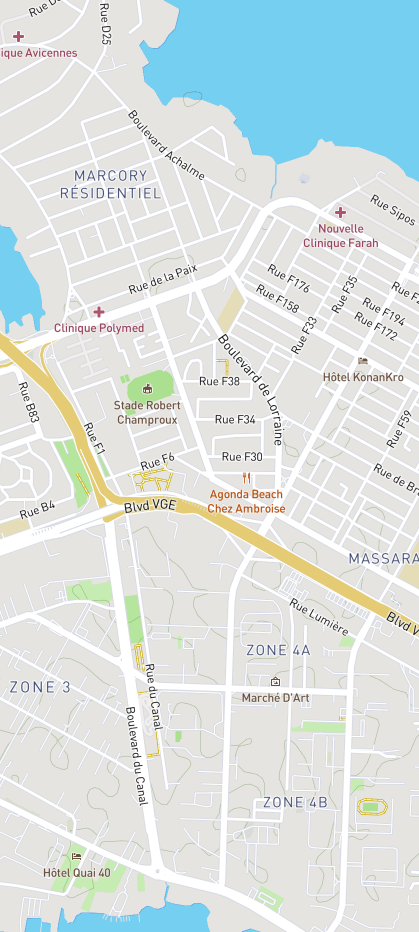 Rue D25
ique Avicennes
Boulevard Achalme
MARCORY
RÉSIDENTIEL
Rue Sipos
Nouvelle
Clinique Farah
Rue de la Paix
Rue F176
Rue F158
Rue F35
Rue F194
Rue F172
Rue F33
Clinique Polymed
Boulevard de Lorraine
Hôtel KonanKro
Rue F38
Rue B83
Stade Robert
Champroux
Rue F34
Rue F1
Rue F59
Rue F30
Rue F6
Rue de Bra
Agonda Beach
Chez Ambroise
Rue B4
Blvd VGE
MASSARA
Rue Lumière
Blvd V
ZONE 4A
ZONE 3
Rue du Canal
Marché D'Art
Boulevard du Canal
ZONE 4B
Hôtel Quai 40